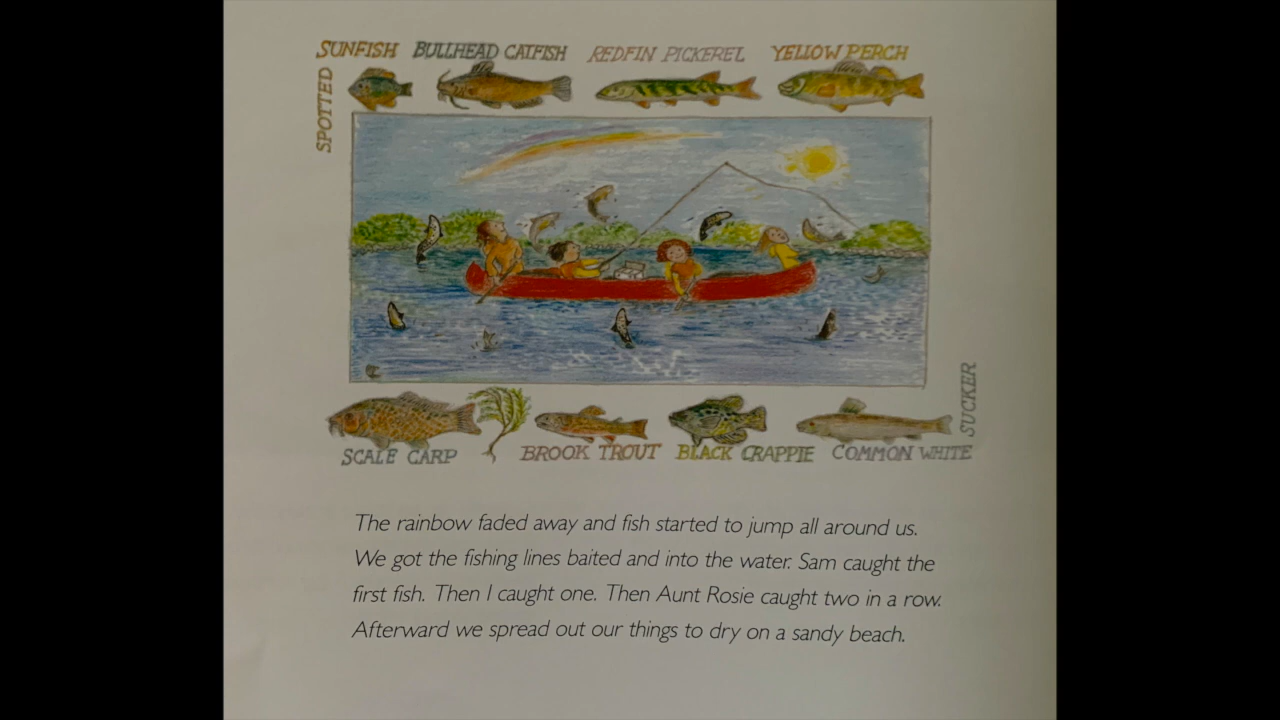 SPOTTED
SUNFISH BULLHEAD CATFISH REDFIN PICKEREL YELLOW PERCH
SCALE CARP BROOK TROUT BLACK CRAPPIE COMMON WHITE
SUCKER
The rainbow faded away and fish started to jump all around us.
We got the fishing lines baited and into the water. Sam caught the
first fish. Then I caught one. Then Aunt Rosie caught two in a row.
Afterward we spread out our things to dry on a sandy beach.